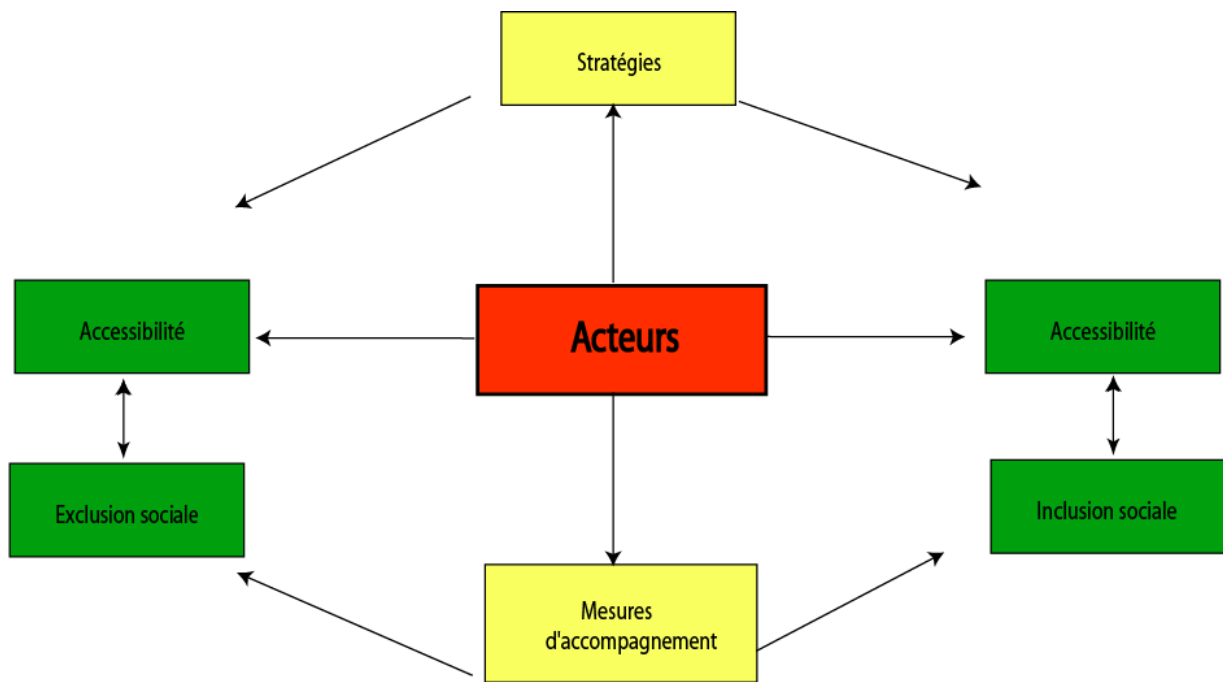 Stratégies
Accessibilité
Acteurs
Accessibilité
Exclusion sociale
Inclusion sociale
Mesures
d'accompagnement